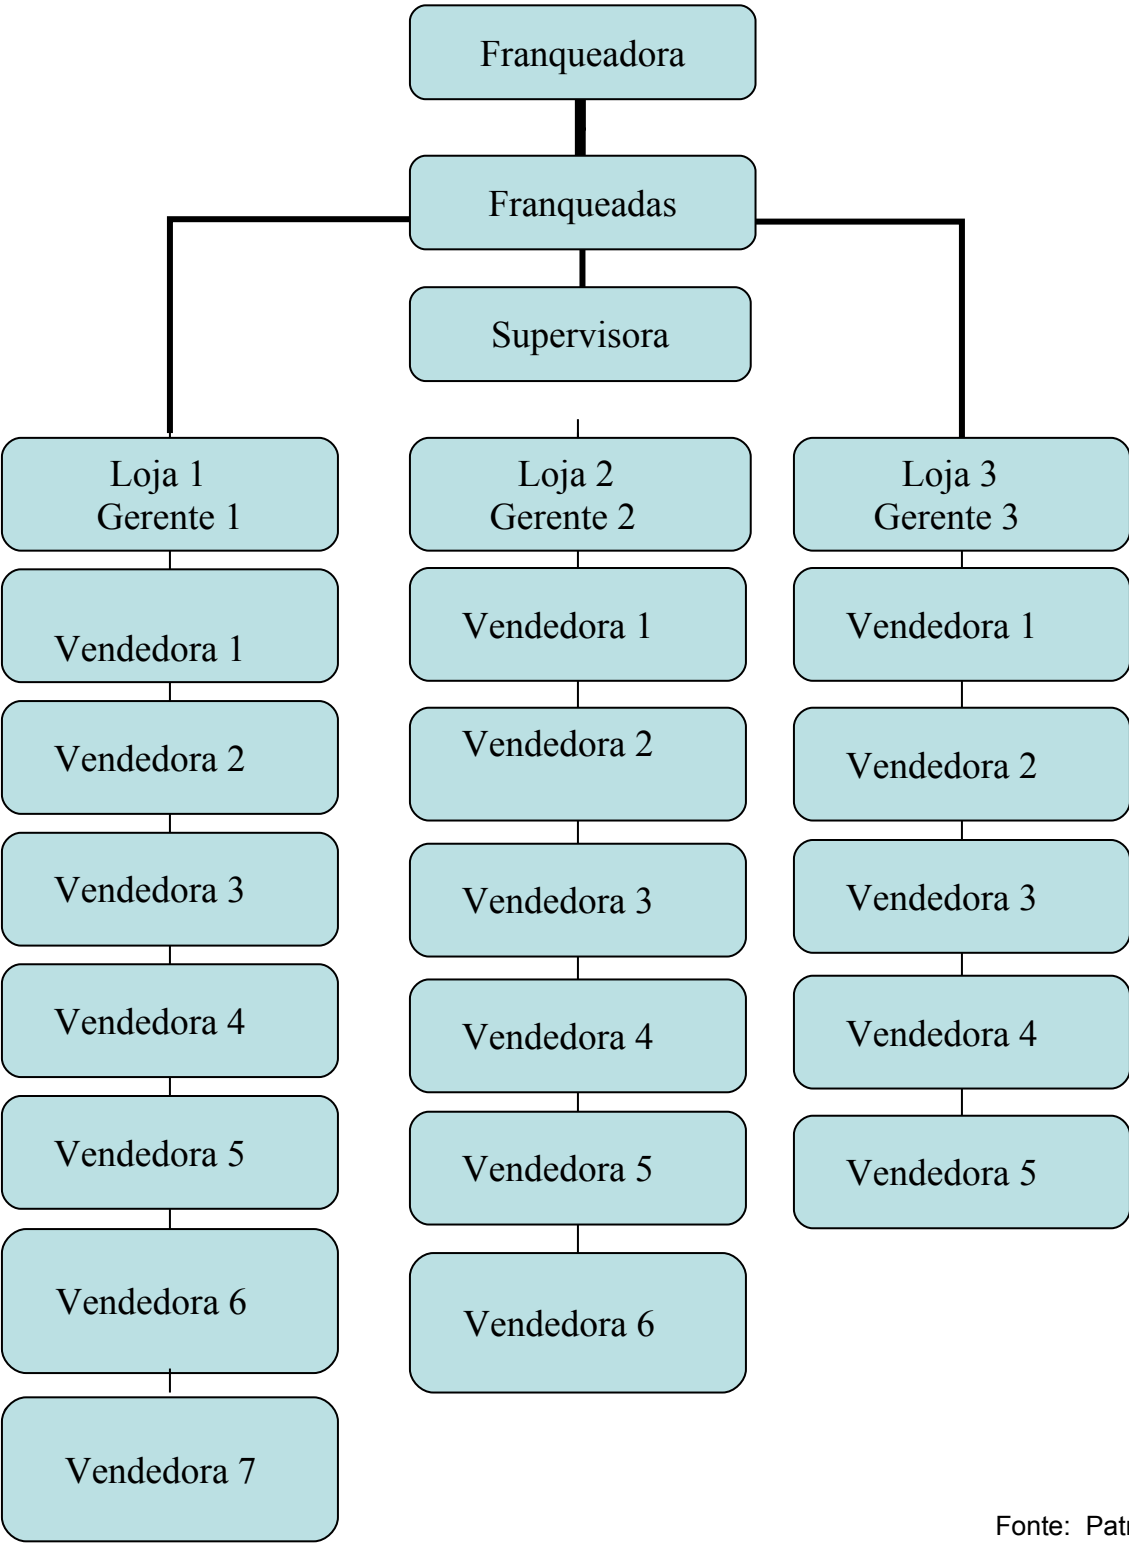 Franqueadora
Franqueadas
Supervisora
Loja 1
Gerente 1
Vendedora 1
Vendedora 2
Vendedora 3
Vendedora 4
Vendedora 5
Vendedora 6
Vendedora 7
Loja 2
Gerente 2
Vendedora 1
Vendedora 2
Vendedora 3
Vendedora 4
Vendedora 5
Vendedora 6
Loja 3
Gerente 3
Vendedora 1
Vendedora 2
Vendedora 3
Vendedora 4
Vendedora 5
Fonte: